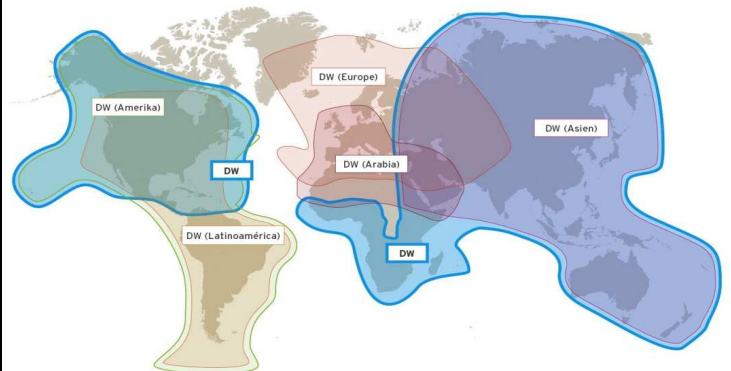 DW (Europe)
DW (Amerika)
DW (Asien)
DW (Arabia)
DW
DW (Latinoamérica)
DW